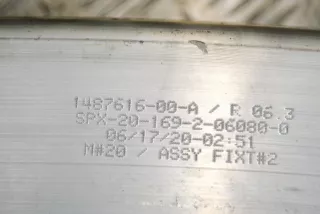 1487616-00-A / R 06.3
SPX-20-169-2-06080-0
06/17/20-02:51
M#20 / ASSY FIXT#2